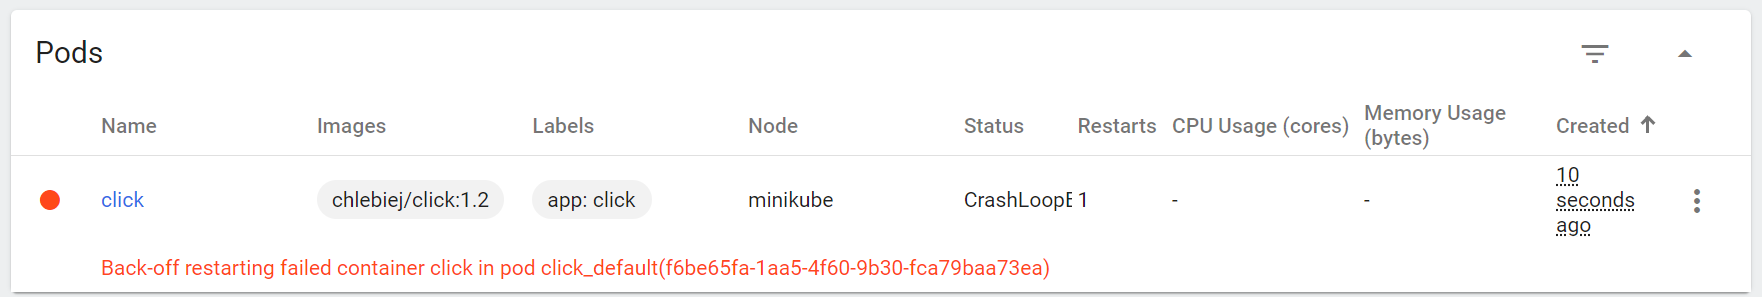 Pods
Name Images Labels Node Status Restarts CPU Usage (cores) Memory Usage (bytes) Created
click chlebiej/click:1.2 app: click minikube CrashLoopE 1 - - 10 seconds ago
Back-off restarting failed container click in pod click_default(f6be65fa-1aa5-4f60-9b30-fca79baa73ea)